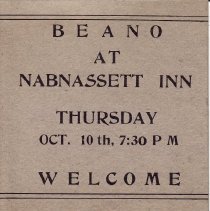 BEANO
AT
NABNASSETT INN
THURSDAY
OCT. 10th, 7:30 P M
WELCOME